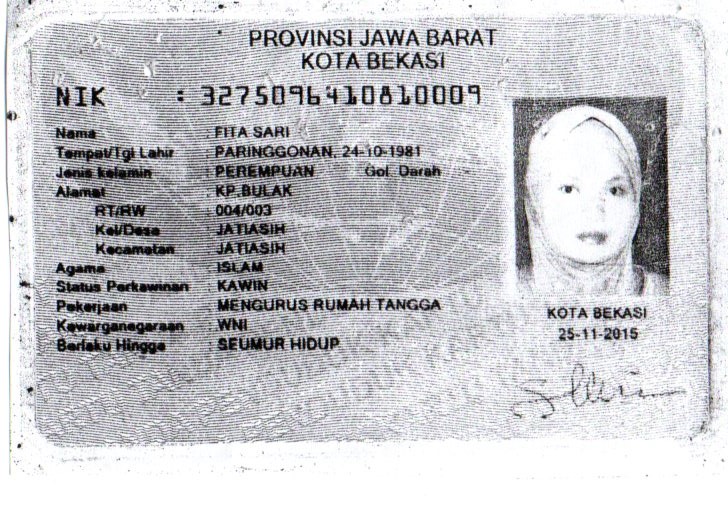 PROVINSI JAWA BARAT
KOTA BEKASI
NIK : 3275096410810009
Nama : FITA SARI
Tempat/Tgl Lahir : PARINGGONAN, 24-10-1981
Jenis kelamin : PEREMPUAN Gol. Darah
Alamat : KP.BULAK
RT/RW : 004/003
Kel/Desa : JATIASIH
Kecamatan : JATIASIH
Agama : ISLAM
Status Perkawinan : KAWIN
Pekerjaan : MENGURUS RUMAH TANGGA
Kewarganegaraan : WNI
Berlaku Hingga : SEUMUR HIDUP
KOTA BEKASI
25-11-2015